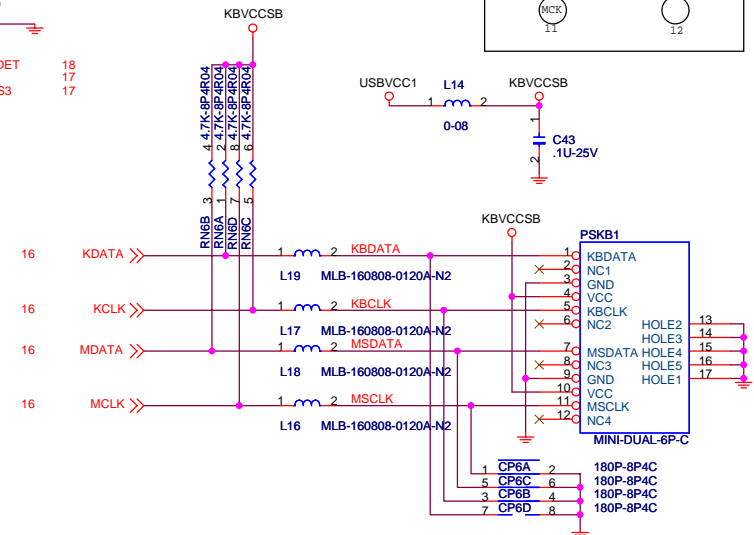 KBVCCSB
MCK
11
12
DET 18
17
S3 17
4.7K-8P4R04
4.7K-8P4R04
4.7K-8P4R04
4.7K-8P4R04
4 2 8 6
3 1 7 5
RN6B
RN6A
RN6D
RN6C
USBVCC1 L14 KBVCCSB
1 2
0-08
1
C43
.1U-25V
2
KBVCCSB
PSKB1
16 KDATA 1 2 KBDATA
L19 MLB-160808-0120A-N2
16 KCLK 1 2 KBCLK
L17 MLB-160808-0120A-N2
16 MDATA 1 2 MSDATA
L18 MLB-160808-0120A-N2
16 MCLK 1 2 MSCLK
L16 MLB-160808-0120A-N2
1 KBDATA
2 NC1
3 GND
4 VCC
5 KBCLK
6 NC2
7 MSDATA
8 NC3
9 GND
10 VCC
11 MSCLK
12 NC4
HOLE2 13
HOLE3 14
HOLE4 15
HOLE5 16
HOLE1 17
MINI-DUAL-6P-C
1 CP6A 2 180P-8P4C
5 CP6C 6 180P-8P4C
3 CP6B 4 180P-8P4C
7 CP6D 8 180P-8P4C